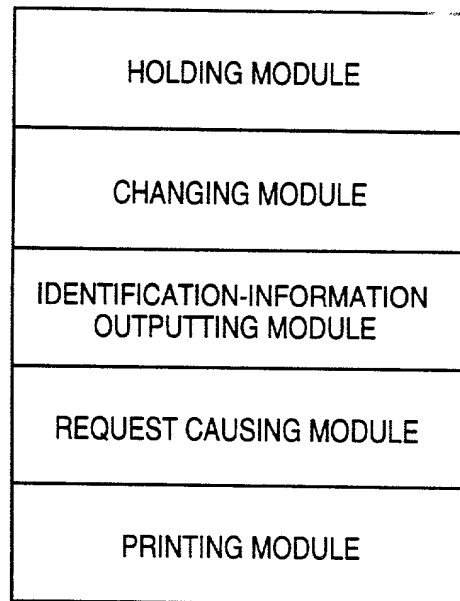 HOLDING MODULE
CHANGING MODULE
IDENTIFICATION-INFORMATION
OUTPUTTING MODULE
REQUEST CAUSING MODULE
PRINTING MODULE